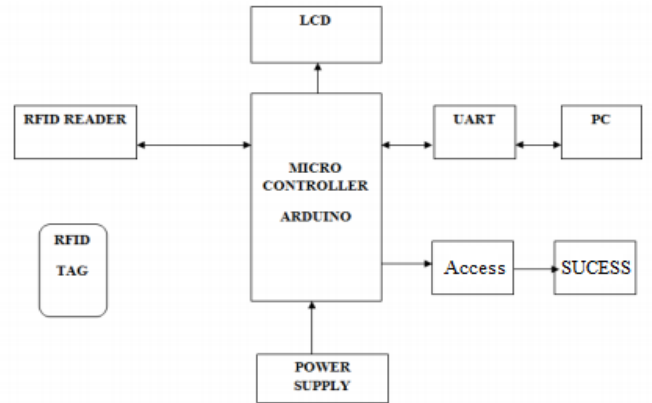 LCD
RFID READER
UART
PC
MICRO
CONTROLLER
ARDUINO
RFID
TAG
Access
SUCESS
POWER
SUPPLY